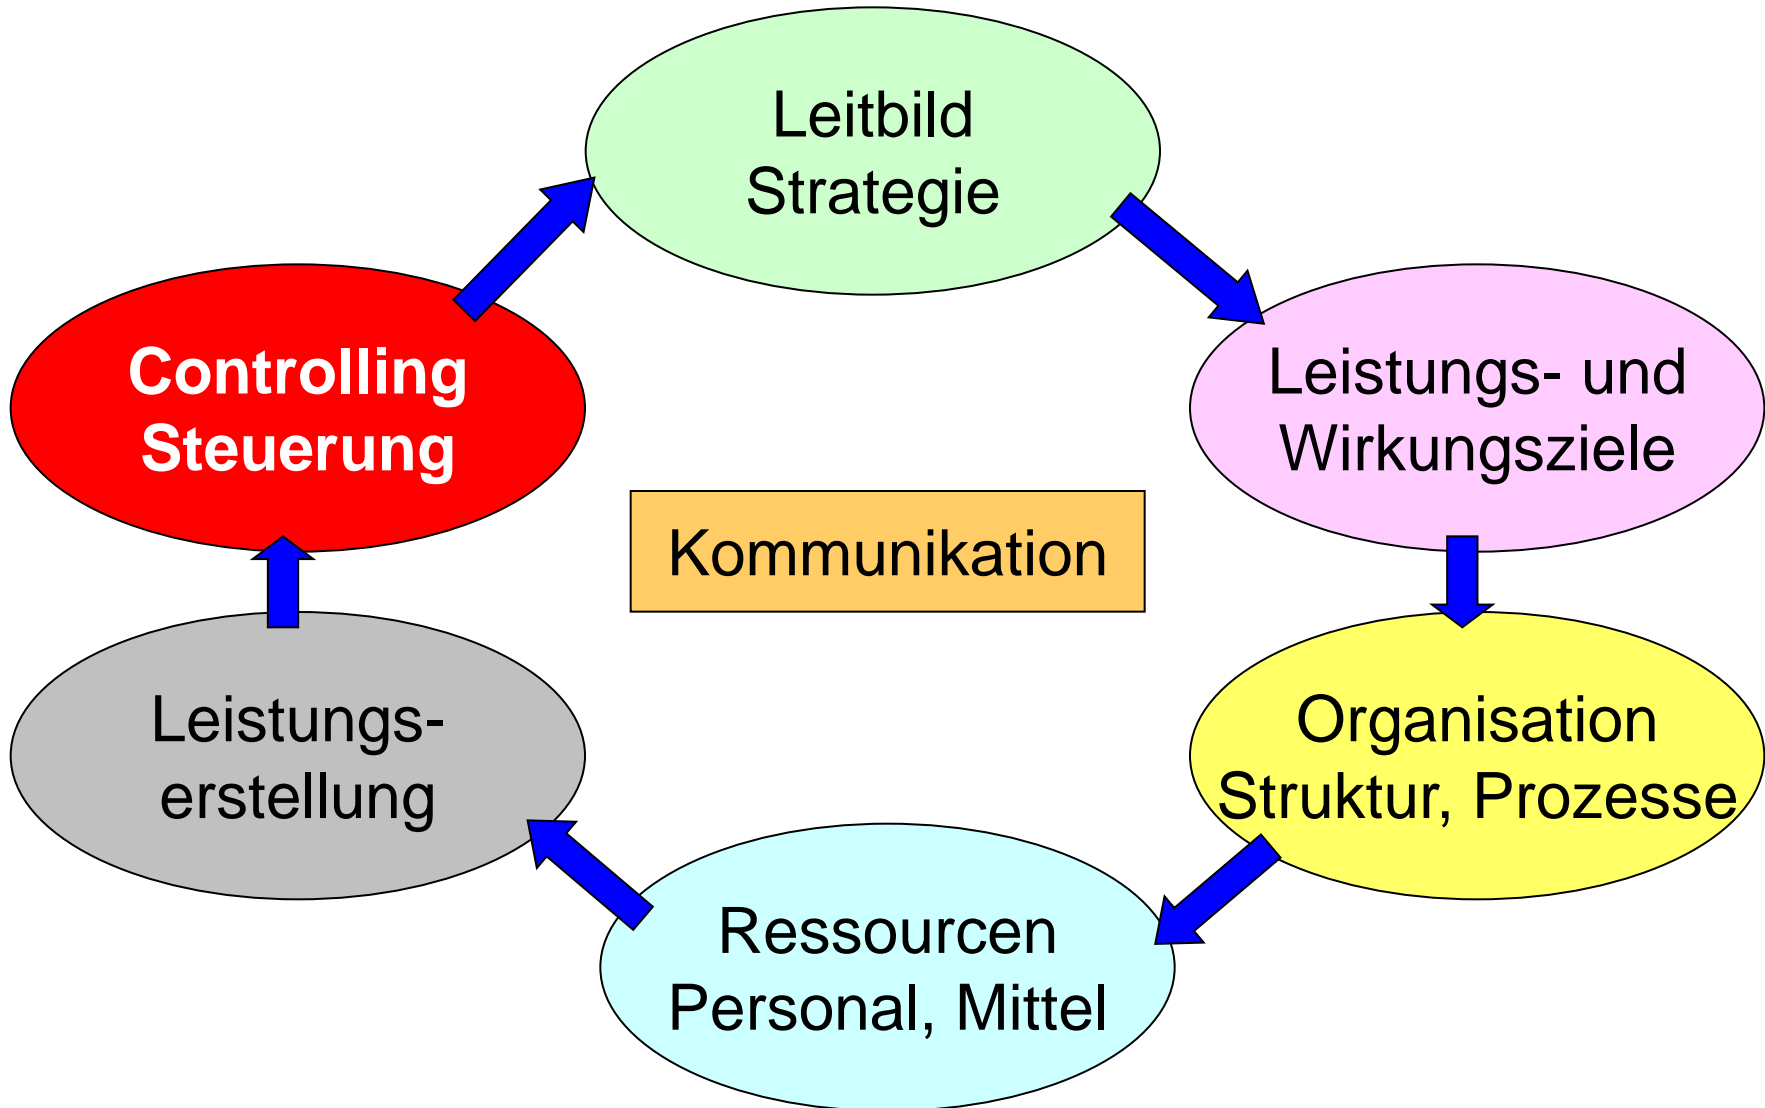 Leitbild
Strategie
Leistungs- und
Wirkungsziele
Organisation
Struktur, Prozesse
Ressourcen
Personal, Mittel
Leistungs-
erstellung
Controlling
Steuerung
Kommunikation